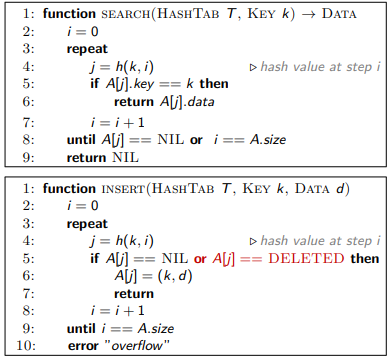 1: function SEARCH(HASHTAB T, KEY k) → DATA
2: i = 0
3: repeat
4: j = h(k, i) ▷ hash value at step i
5: if A[j].key == k then
6: return A[j].data
7: i = i + 1
8: until A[j] == NIL or i == A.size
9: return NIL
1: function INSERT(HASHTAB T, KEY k, DATA d)
2: i = 0
3: repeat
4: j = h(k, i) ▷ hash value at step i
5: if A[j] == NIL or A[j] == DELETED then
6: A[j] = (k, d)
7: return
8: i = i + 1
9: until i == A.size
10: error "overflow"